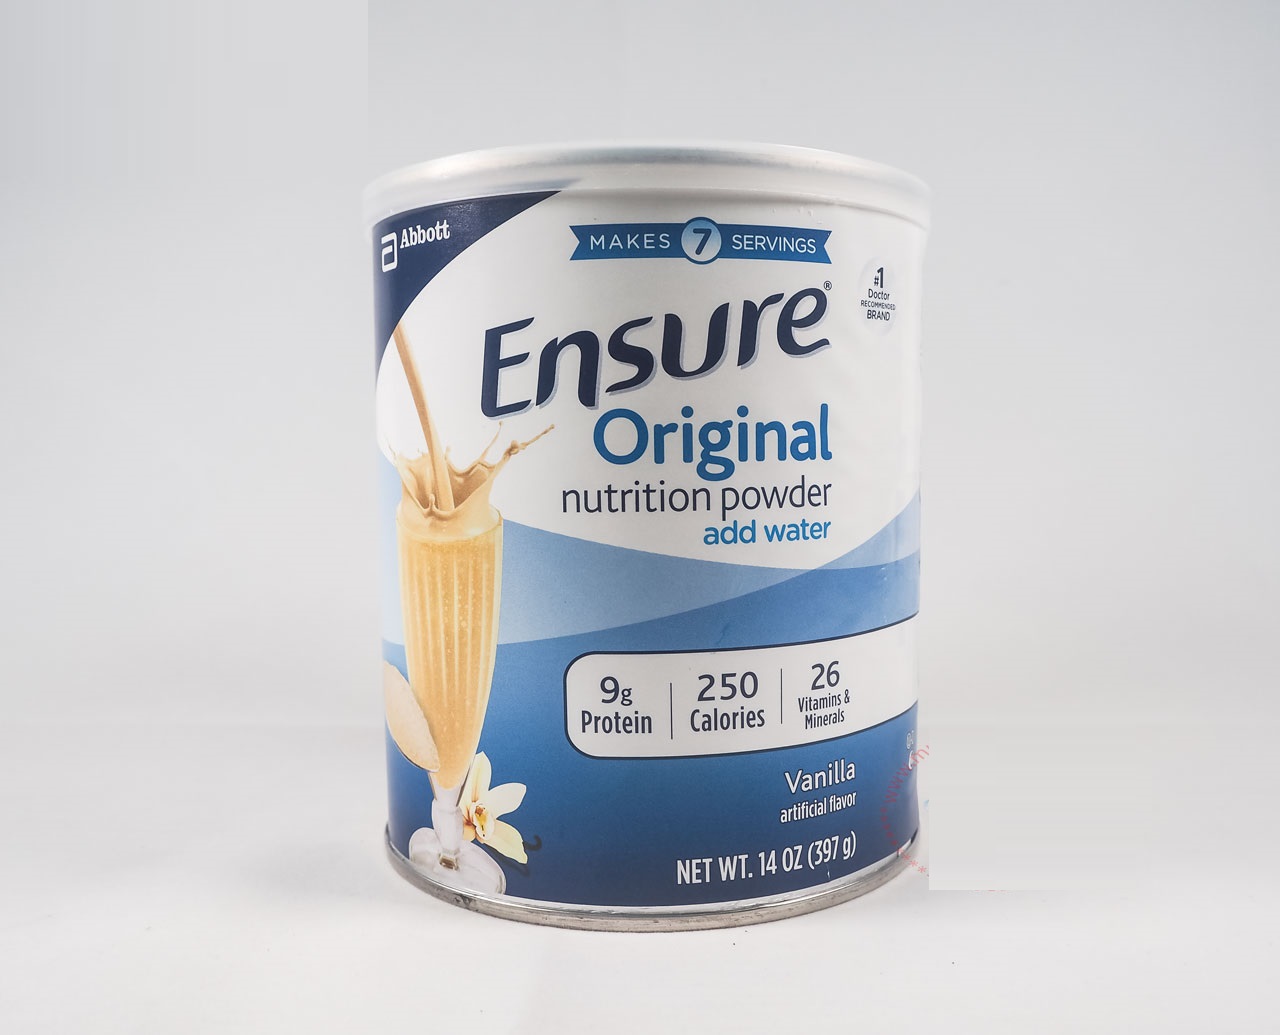 Abbott
MAKES 7 SERVINGS
#1
Doctor
RECOMMENDED
BRAND
Ensure®
Original
nutrition powder
add water
9g
Protein
250
Calories
26
Vitamins &
Minerals
Vanilla
artificial flavor
NET WT. 14 OZ (397 g)